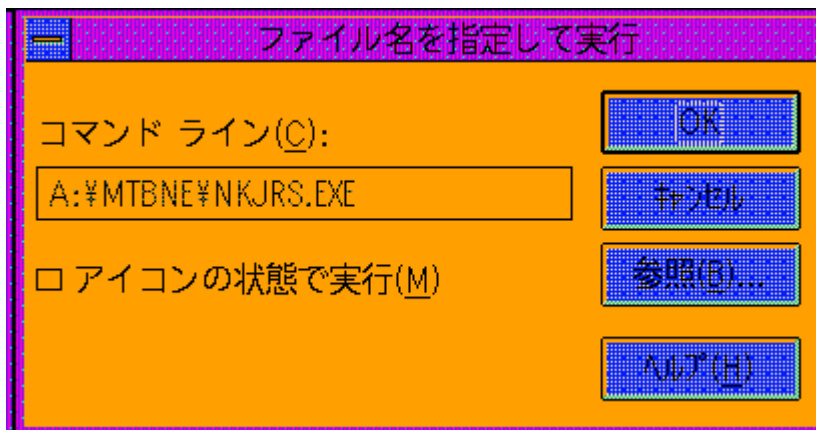 ファイル名を指定して実行
コマンド ライン(C):
A:¥MTBNE¥NKJRS.EXE
アイコンの状態で実行(M)
OK
キャンセル
参照(B)...
ヘルプ(H)